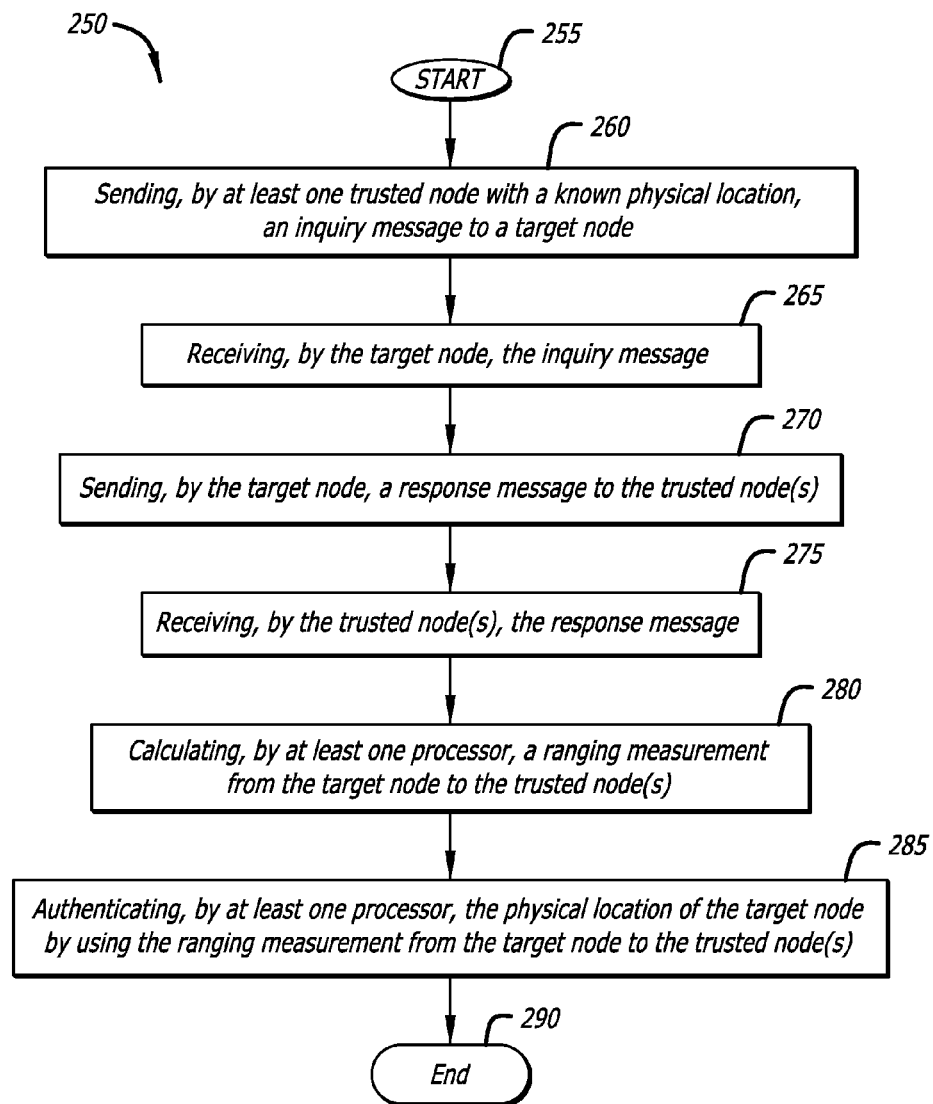 250
255
START
260
Sending, by at least one trusted node with a known physical location,
an inquiry message to a target node
265
Receiving, by the target node, the inquiry message
270
Sending, by the target node, a response message to the trusted node(s)
275
Receiving, by the trusted node(s), the response message
280
Calculating, by at least one processor, a ranging measurement
from the target node to the trusted node(s)
285
Authenticating, by at least one processor, the physical location of the target node
by using the ranging measurement from the target node to the trusted node(s)
290
End